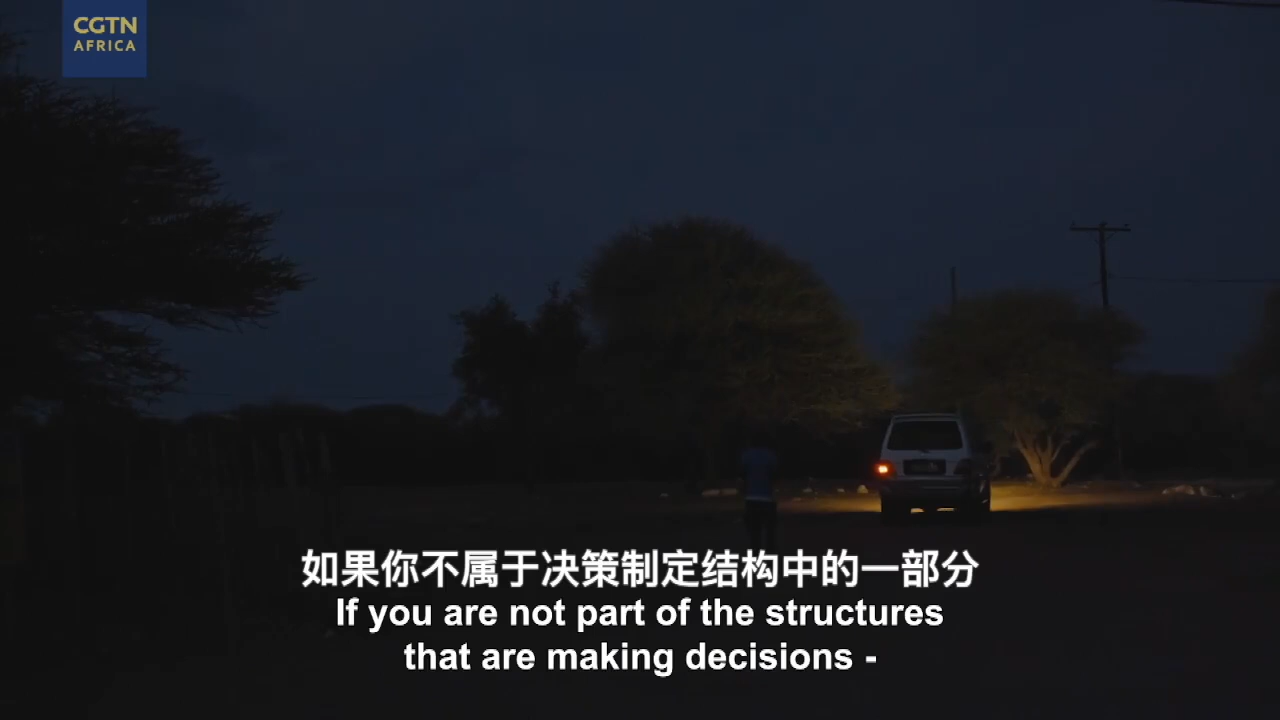 CGTN
AFRICA
如果你不属于决策制定结构中的一部分
If you are not part of the structures
that are making decisions -